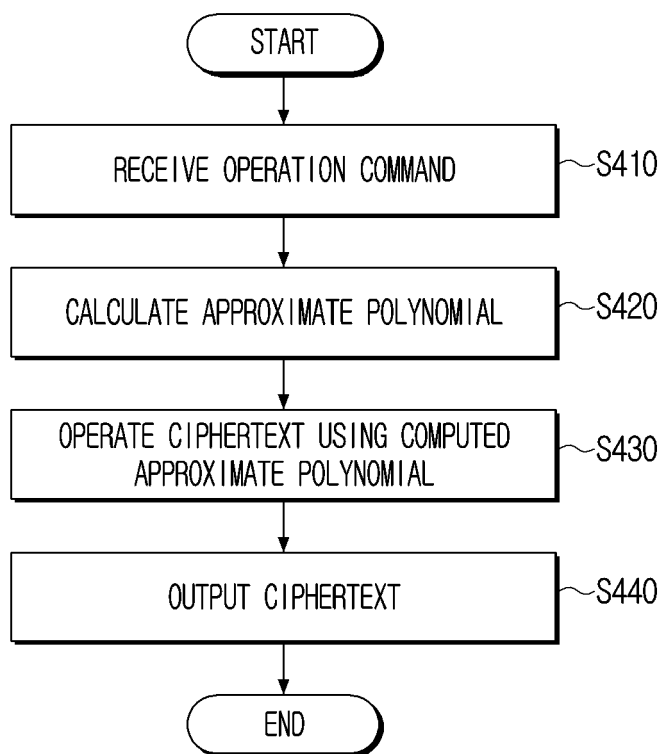 START
RECEIVE OPERATION COMMAND
S410
CALCULATE APPROXIMATE POLYNOMIAL
S420
OPERATE CIPHERTEXT USING COMPUTED
APPROXIMATE POLYNOMIAL
S430
OUTPUT CIPHERTEXT
S440
END